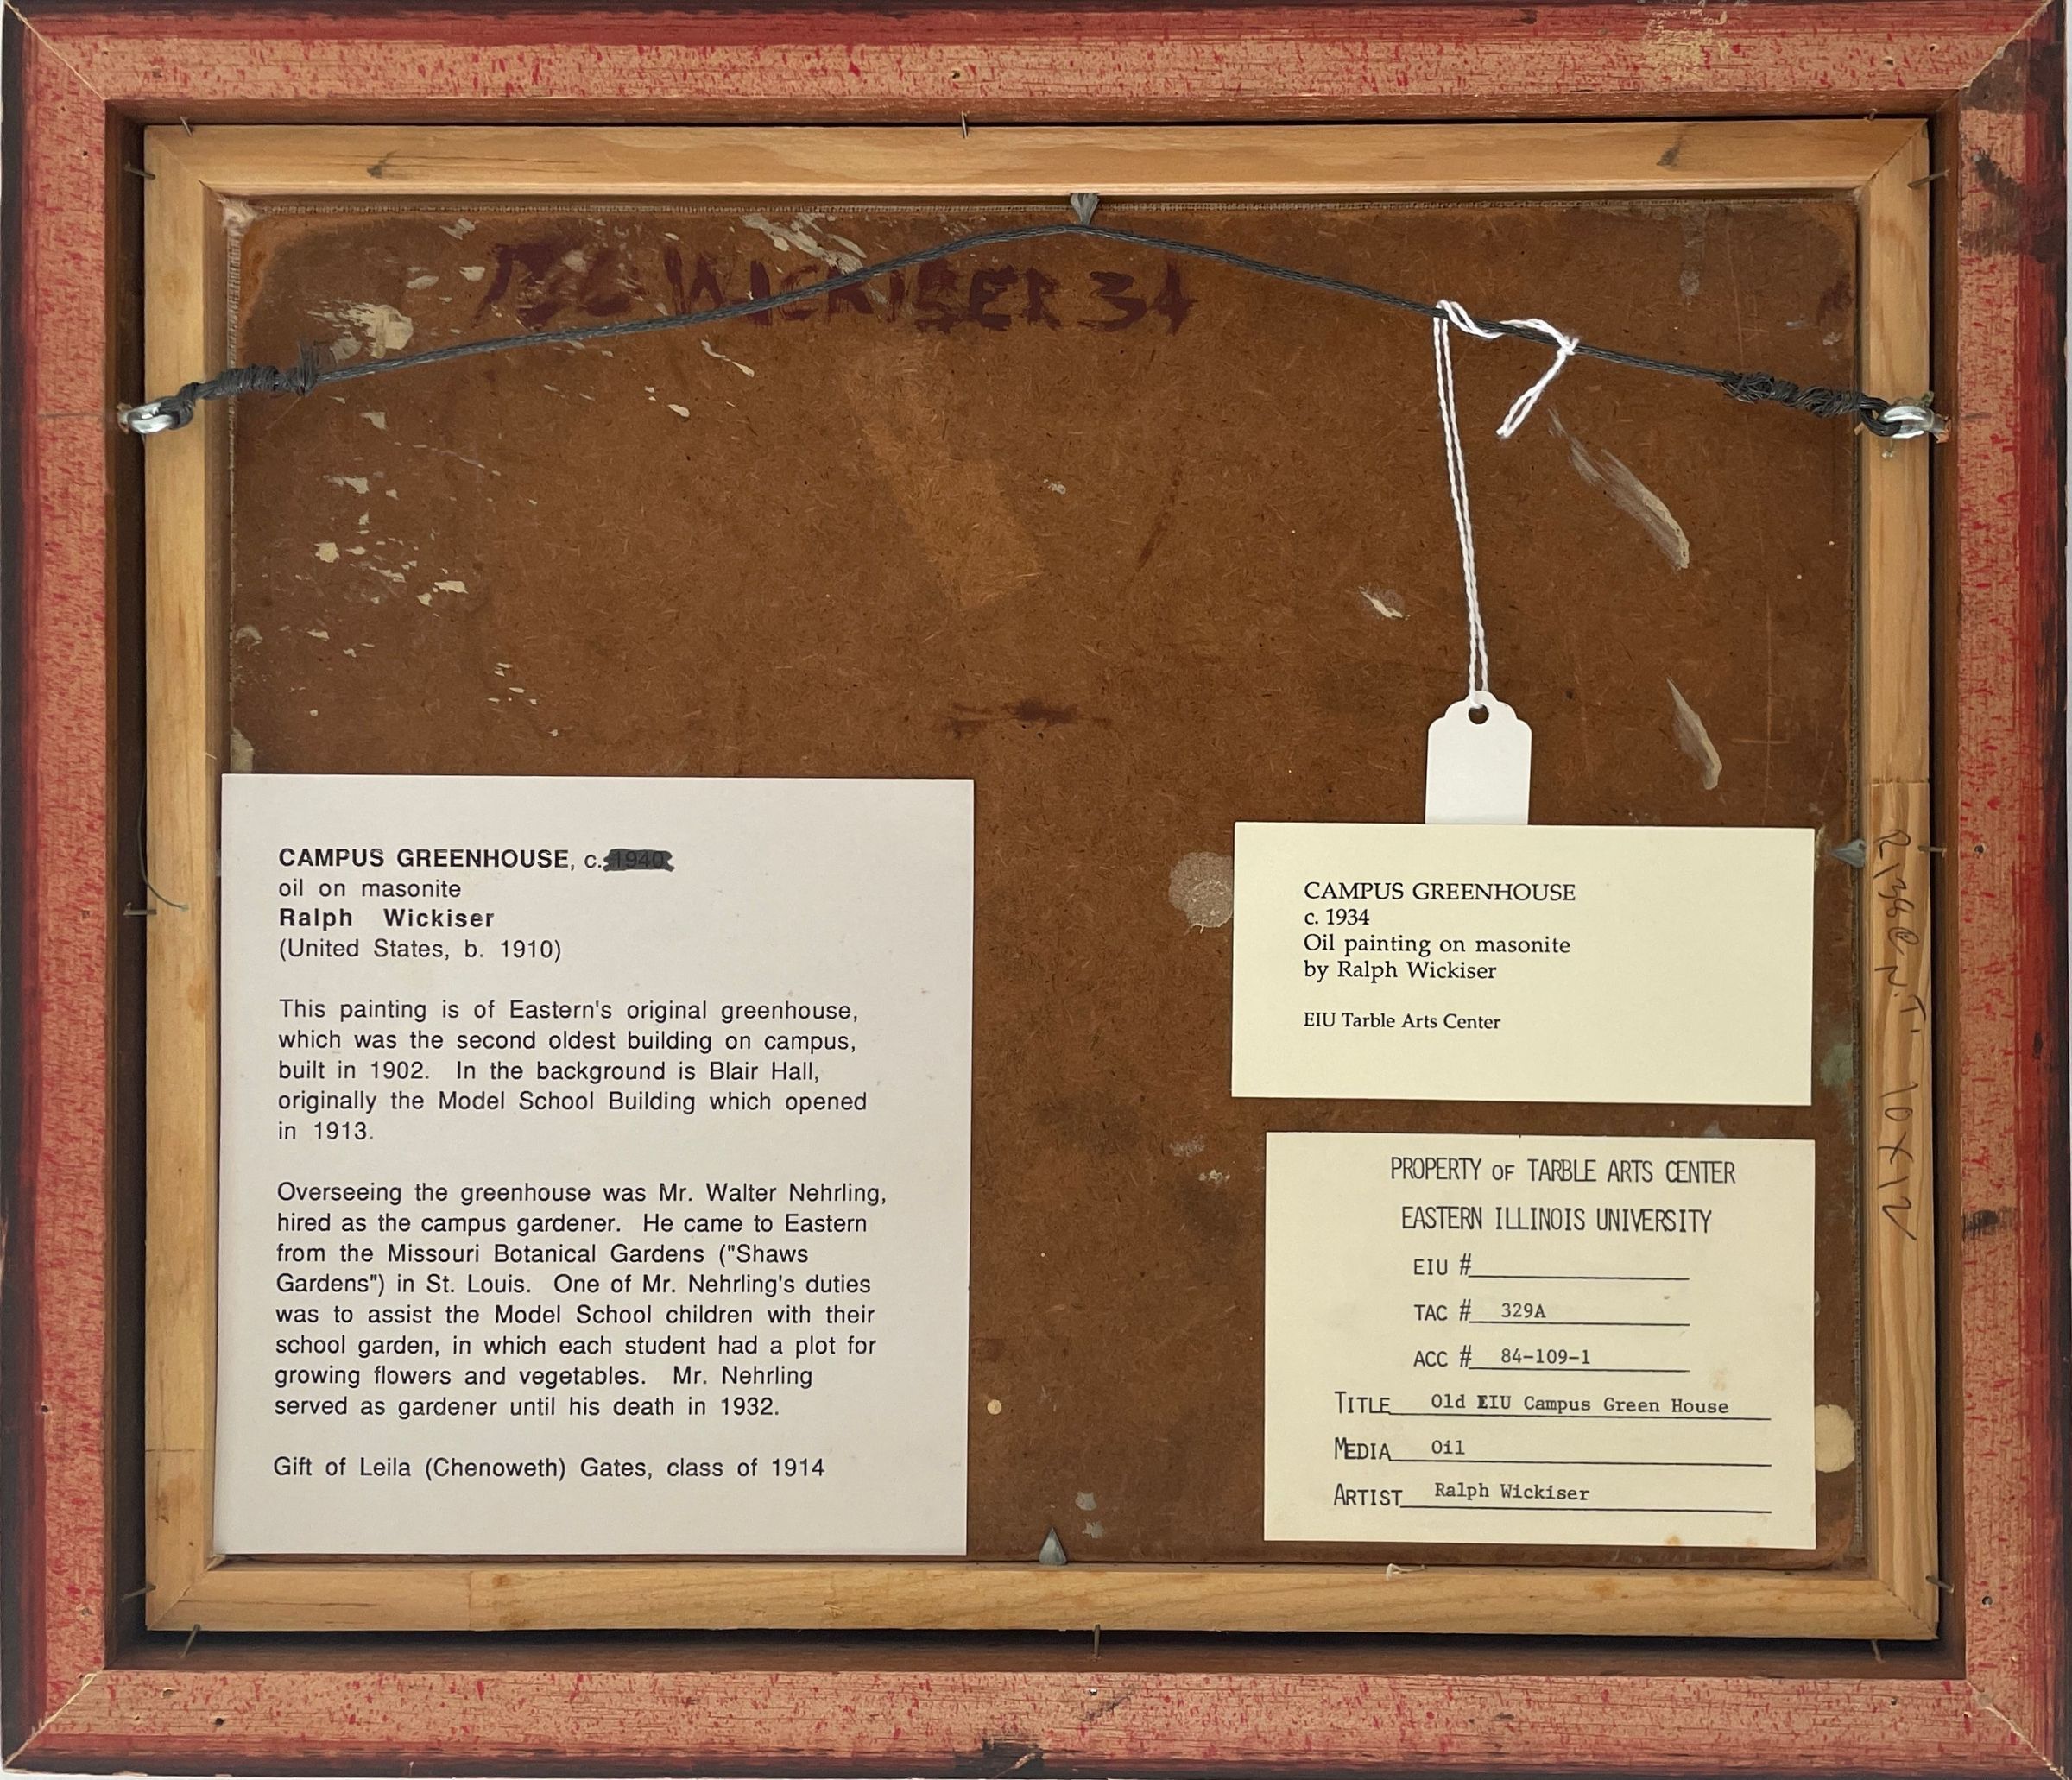 WICKISER 34
CAMPUS GREENHOUSE, c. 1940
oil on masonite
Ralph Wickiser
(United States, b. 1910)
This painting is of Eastern's original greenhouse,
which was the second oldest building on campus,
built in 1902. In the background is Blair Hall,
originally the Model School Building which opened
in 1913.
Overseeing the greenhouse was Mr. Walter Nehrling,
hired as the campus gardener. He came to Eastern
from the Missouri Botanical Gardens ("Shaws
Gardens") in St. Louis. One of Mr. Nehrling's duties
was to assist the Model School children with their
school garden, in which each student had a plot for
growing flowers and vegetables. Mr. Nehrling
served as gardener until his death in 1932.
Gift of Leila (Chenoweth) Gates, class of 1914
CAMPUS GREENHOUSE
c. 1934
Oil painting on masonite
by Ralph Wickiser
EIU Tarble Arts Center
PROPERTY OF TARBLE ARTS CENTER
EASTERN ILLINOIS UNIVERSITY
EIU #
TAC # 329A
ACC # 84-109-1
TITLE Old EIU Campus Green House
MEDIA Oil
ARTIST Ralph Wickiser
10X12